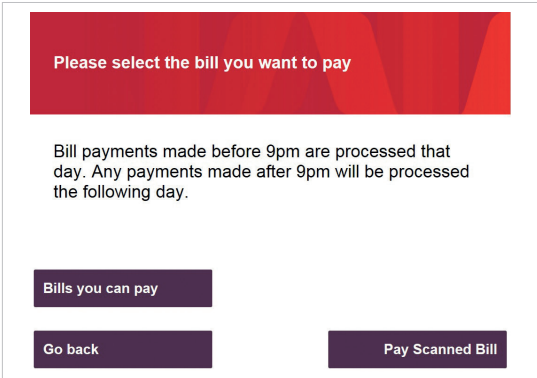 Please select the bill you want to pay
Bill payments made before 9pm are processed that
day. Any payments made after 9pm will be processed
the following day.
Bills you can pay
Go back
Pay Scanned Bill